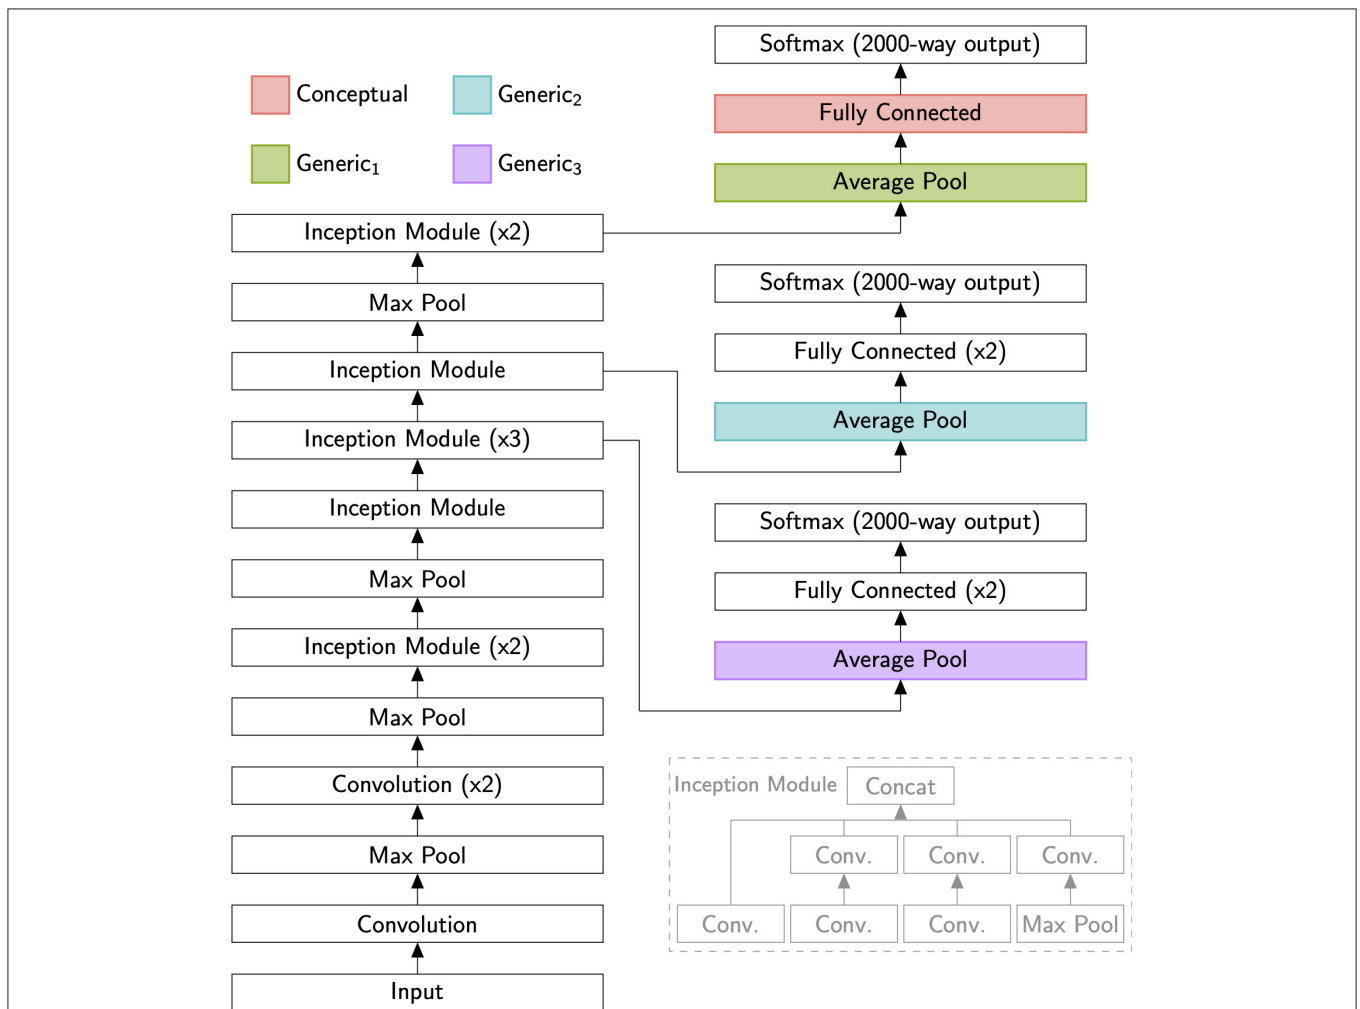 Softmax (2000-way output)
Conceptual
Generic₂
Fully Connected
Generic₁
Generic₃
Average Pool
Inception Module (x2)
Max Pool
Softmax (2000-way output)
Inception Module
Fully Connected (x2)
Inception Module (x3)
Average Pool
Inception Module
Softmax (2000-way output)
Max Pool
Fully Connected (x2)
Inception Module (x2)
Average Pool
Max Pool
Convolution (x2)
Inception Module
Concat
Max Pool
Conv.
Conv.
Conv.
Convolution
Conv.
Conv.
Conv.
Max Pool
Input